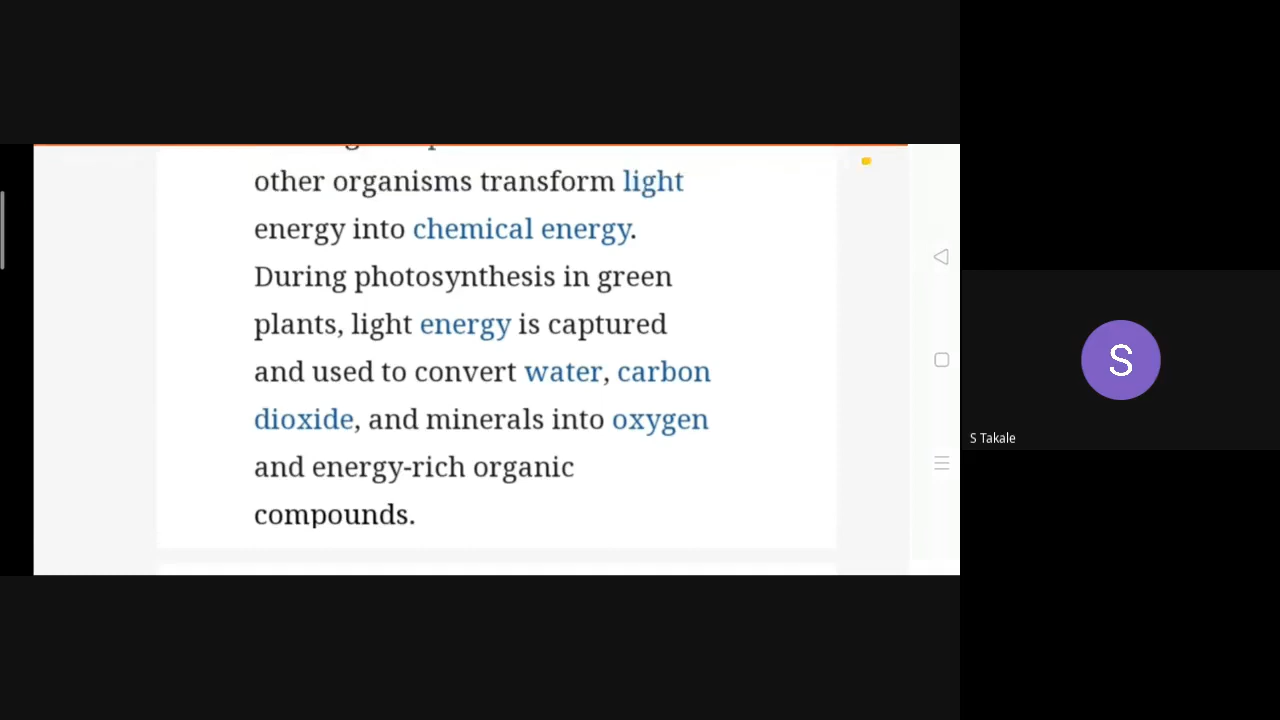 other organisms transform light
energy into chemical energy.
During photosynthesis in green
plants, light energy is captured
and used to convert water, carbon
dioxide, and minerals into oxygen
and energy-rich organic
compounds.
S
S Takale